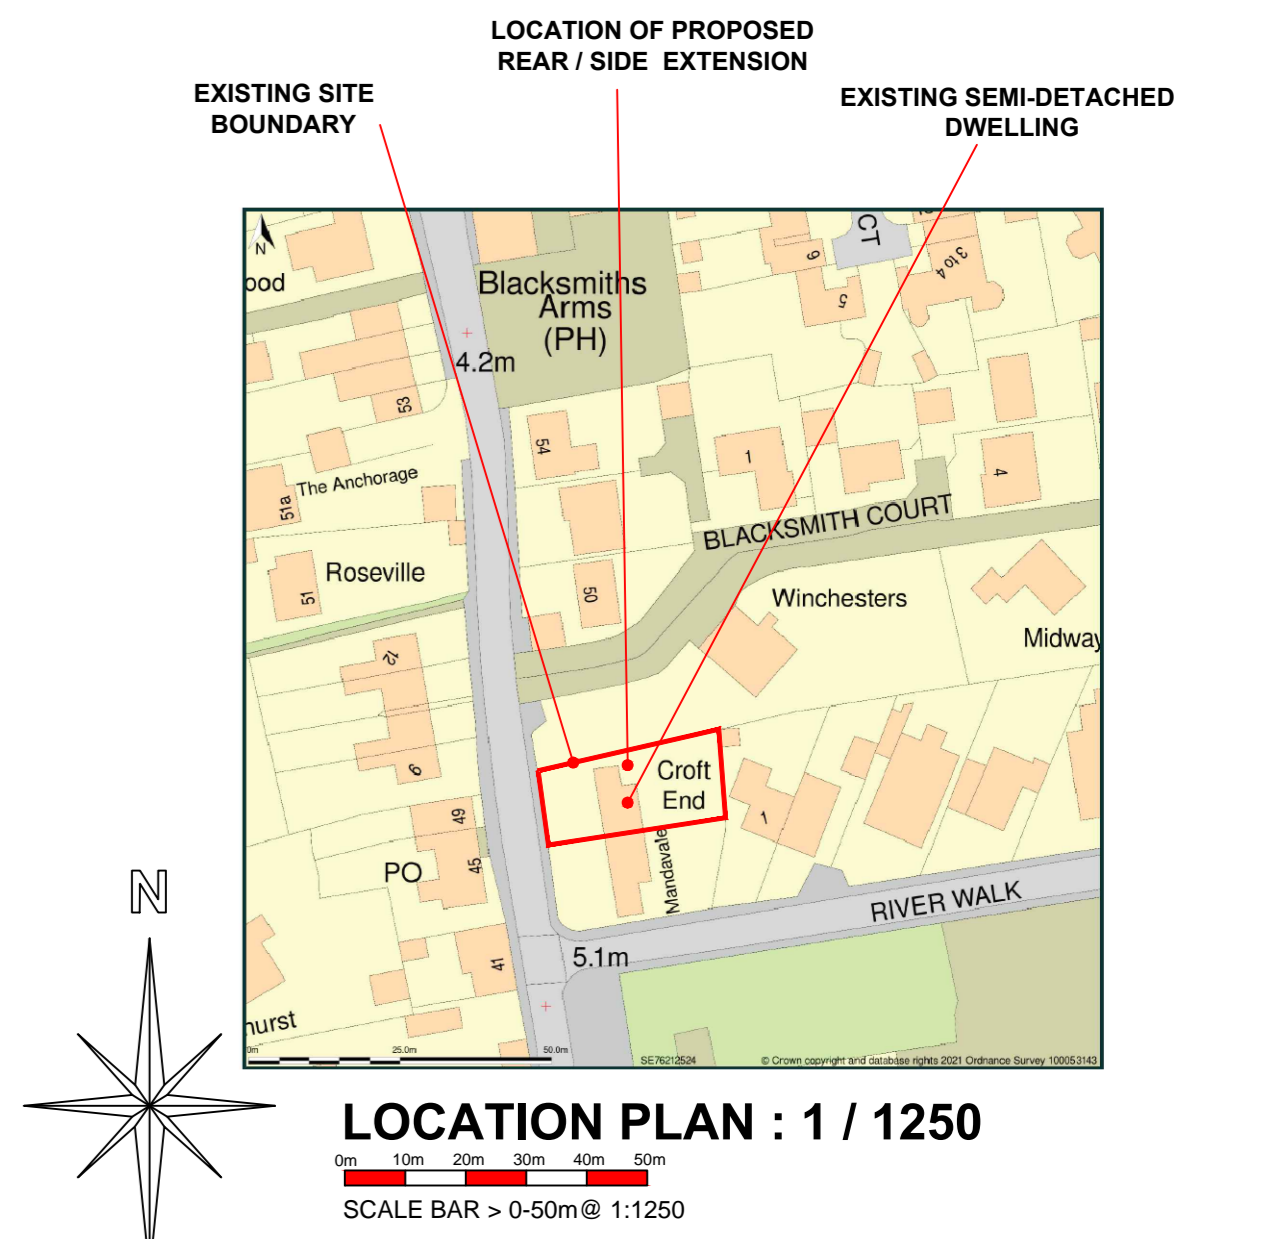 LOCATION OF PROPOSED
REAR / SIDE EXTENSION
EXISTING SITE
BOUNDARY
EXISTING SEMI-DETACHED
DWELLING
N
ood
Blacksmiths
Arms
(PH)
CT
6
5
3 to 4
4.2m
53
54
1
4
The Anchorage
51a
BLACKSMITH COURT
Roseville
51
50
Winchesters
Midway
12
9
Croft
End
1
49
45
PO
Mandavale
RIVER WALK
41
5.1m
hurst
0m
25.0m
50.0m
SE76212524
© Crown copyright and database rights 2021 Ordnance Survey 100053143
N
LOCATION PLAN : 1 / 1250
0m 10m 20m 30m 40m 50m
SCALE BAR > 0-50m@ 1:1250